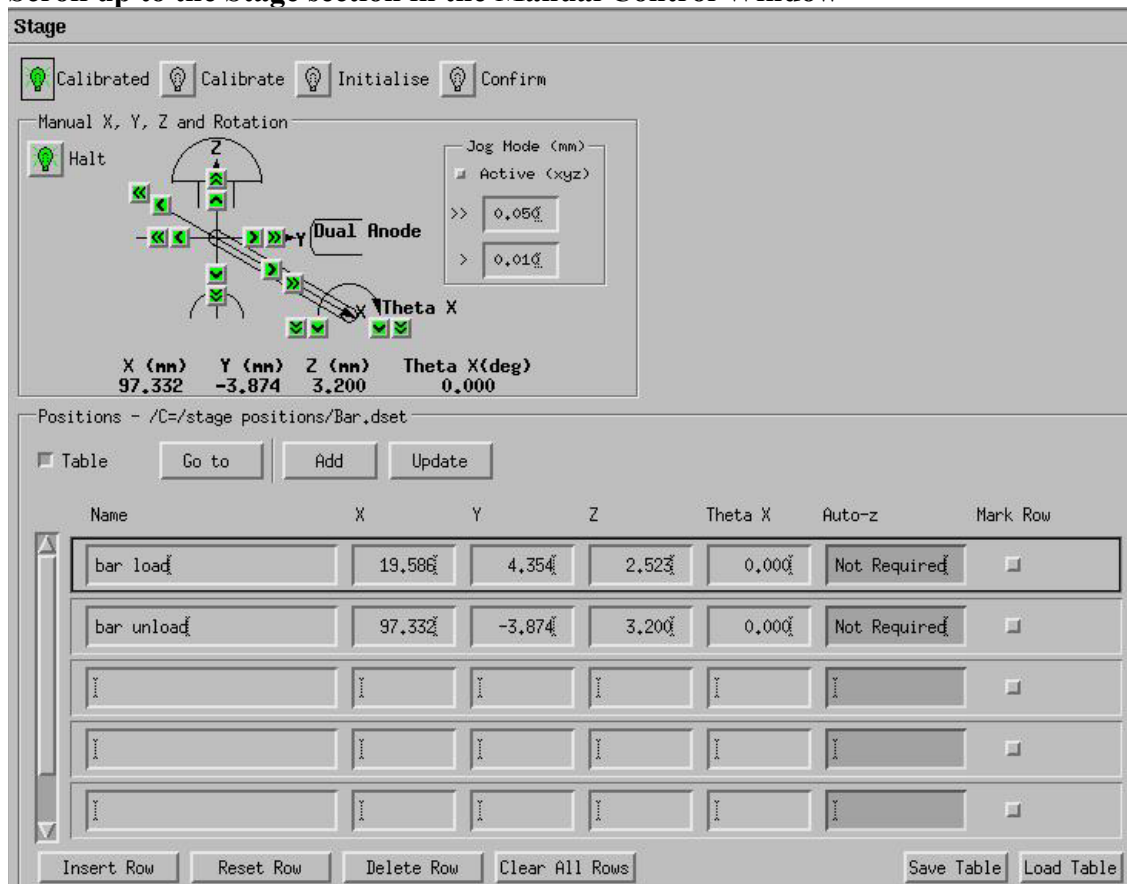 Scroll up to the Stage section in the Manual Control Window
Stage
Calibrated Calibrate Initialise Confirm
Manual X, Y, Z and Rotation
Halt
Z
Jog Mode (mm)
Active (xyz)
>> 0.050
> 0.010
Y Dual Anode
X Theta X
X (mm) Y (mm) Z (mm) Theta X(deg)
97.332 -3.874 3.200 0.000
Positions - /C=/stage positions/Bar.dset
Table Go to Add Update
Name X Y Z Theta X Auto-z Mark Row
bar load 19.586 4.354 2.523 0.000 Not Required
bar unload 97.332 -3.874 3.200 0.000 Not Required
Insert Row Reset Row Delete Row Clear All Rows Save Table Load Table